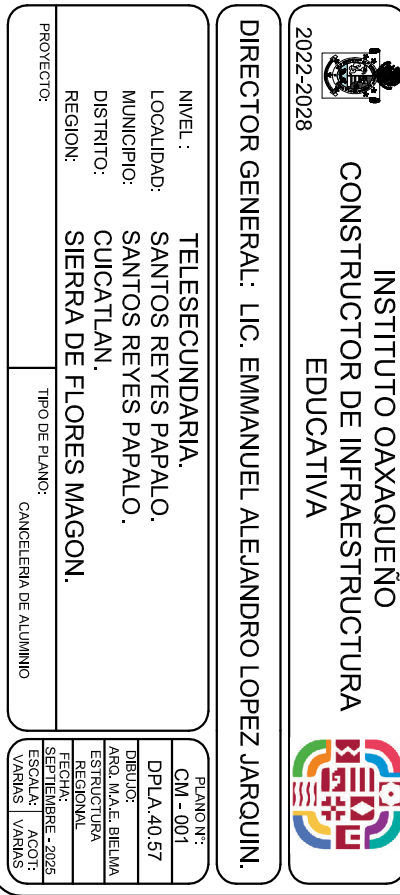 INSTITUTO OAXAQUEÑO
CONSTRUCTOR DE INFRAESTRUCTURA
EDUCATIVA
2022-2028
DIRECTOR GENERAL: LIC. EMMANUEL ALEJANDRO LOPEZ JARQUIN.
NIVEL : TELESECUNDARIA.
LOCALIDAD: SANTOS REYES PAPALO.
MUNICIPIO: SANTOS REYES PAPALO.
DISTRITO: CUICATLAN.
REGION: SIERRA DE FLORES MAGON.
PROYECTO:
TIPO DE PLANO:
CANCELERIA DE ALUMINIO
PLANO Nº:
CM - 001
DPLA:40.57
DIBUJO:
ARQ. M.A.E. BIELMA
ESTRUCTURA
REGIONAL
FECHA:
SEPTIEMBRE - 2025
ESCALA: ACOT:
VARIAS VARIAS